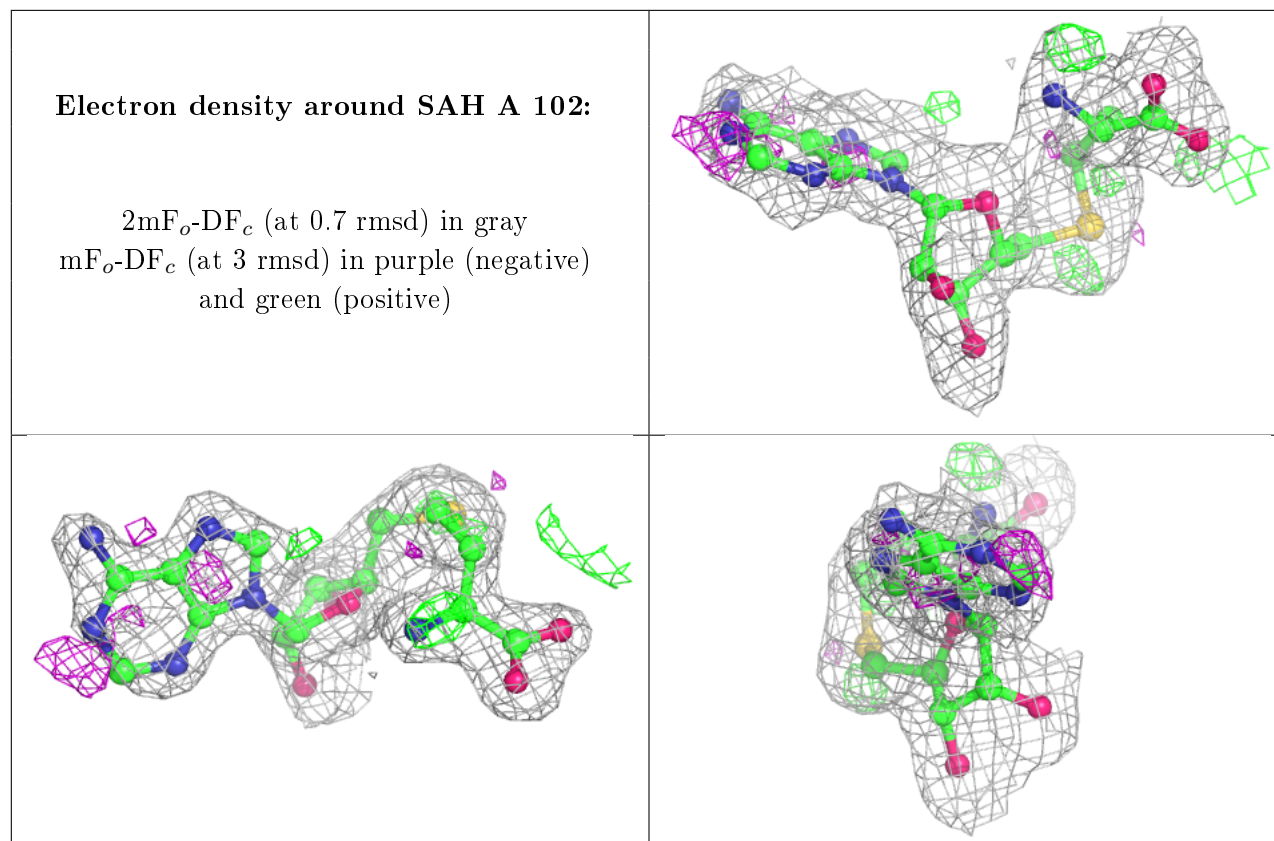 Electron density around SAH A 102:
2mFₒ-DF𝒸 (at 0.7 rmsd) in gray
mFₒ-DF𝒸 (at 3 rmsd) in purple (negative)
and green (positive)